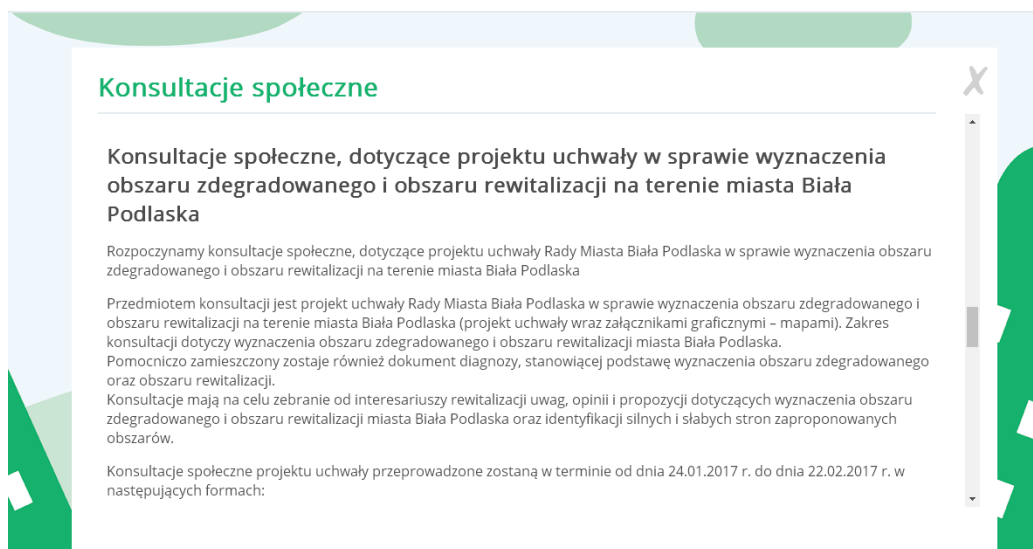 Konsultacje społeczne
Konsultacje społeczne, dotyczące projektu uchwały w sprawie wyznaczenia
obszaru zdegradowanego i obszaru rewitalizacji na terenie miasta Biała
Podlaska
Rozpoczynamy konsultacje społeczne, dotyczące projektu uchwały Rady Miasta Biała Podlaska w sprawie wyznaczenia obszaru
zdegradowanego i obszaru rewitalizacji na terenie miasta Biała Podlaska
Przedmiotem konsultacji jest projekt uchwały Rady Miasta Biała Podlaska w sprawie wyznaczenia obszaru zdegradowanego i
obszaru rewitalizacji na terenie miasta Biała Podlaska (projekt uchwały wraz załącznikami graficznymi – mapami). Zakres
konsultacji dotyczy wyznaczenia obszaru zdegradowanego i obszaru rewitalizacji miasta Biała Podlaska.
Pomocniczo zamieszczony zostaje również dokument diagnozy, stanowiącej podstawę wyznaczenia obszaru zdegradowanego
oraz obszaru rewitalizacji.
Konsultacje mają na celu zebranie od interesariuszy rewitalizacji uwag, opinii i propozycji dotyczących wyznaczenia obszaru
zdegradowanego i obszaru rewitalizacji miasta Biała Podlaska oraz identyfikacji silnych i słabych stron zaproponowanych
obszarów.
Konsultacje społeczne projektu uchwały przeprowadzone zostaną w terminie od dnia 24.01.2017 r. do dnia 22.02.2017 r. w
następujących formach: